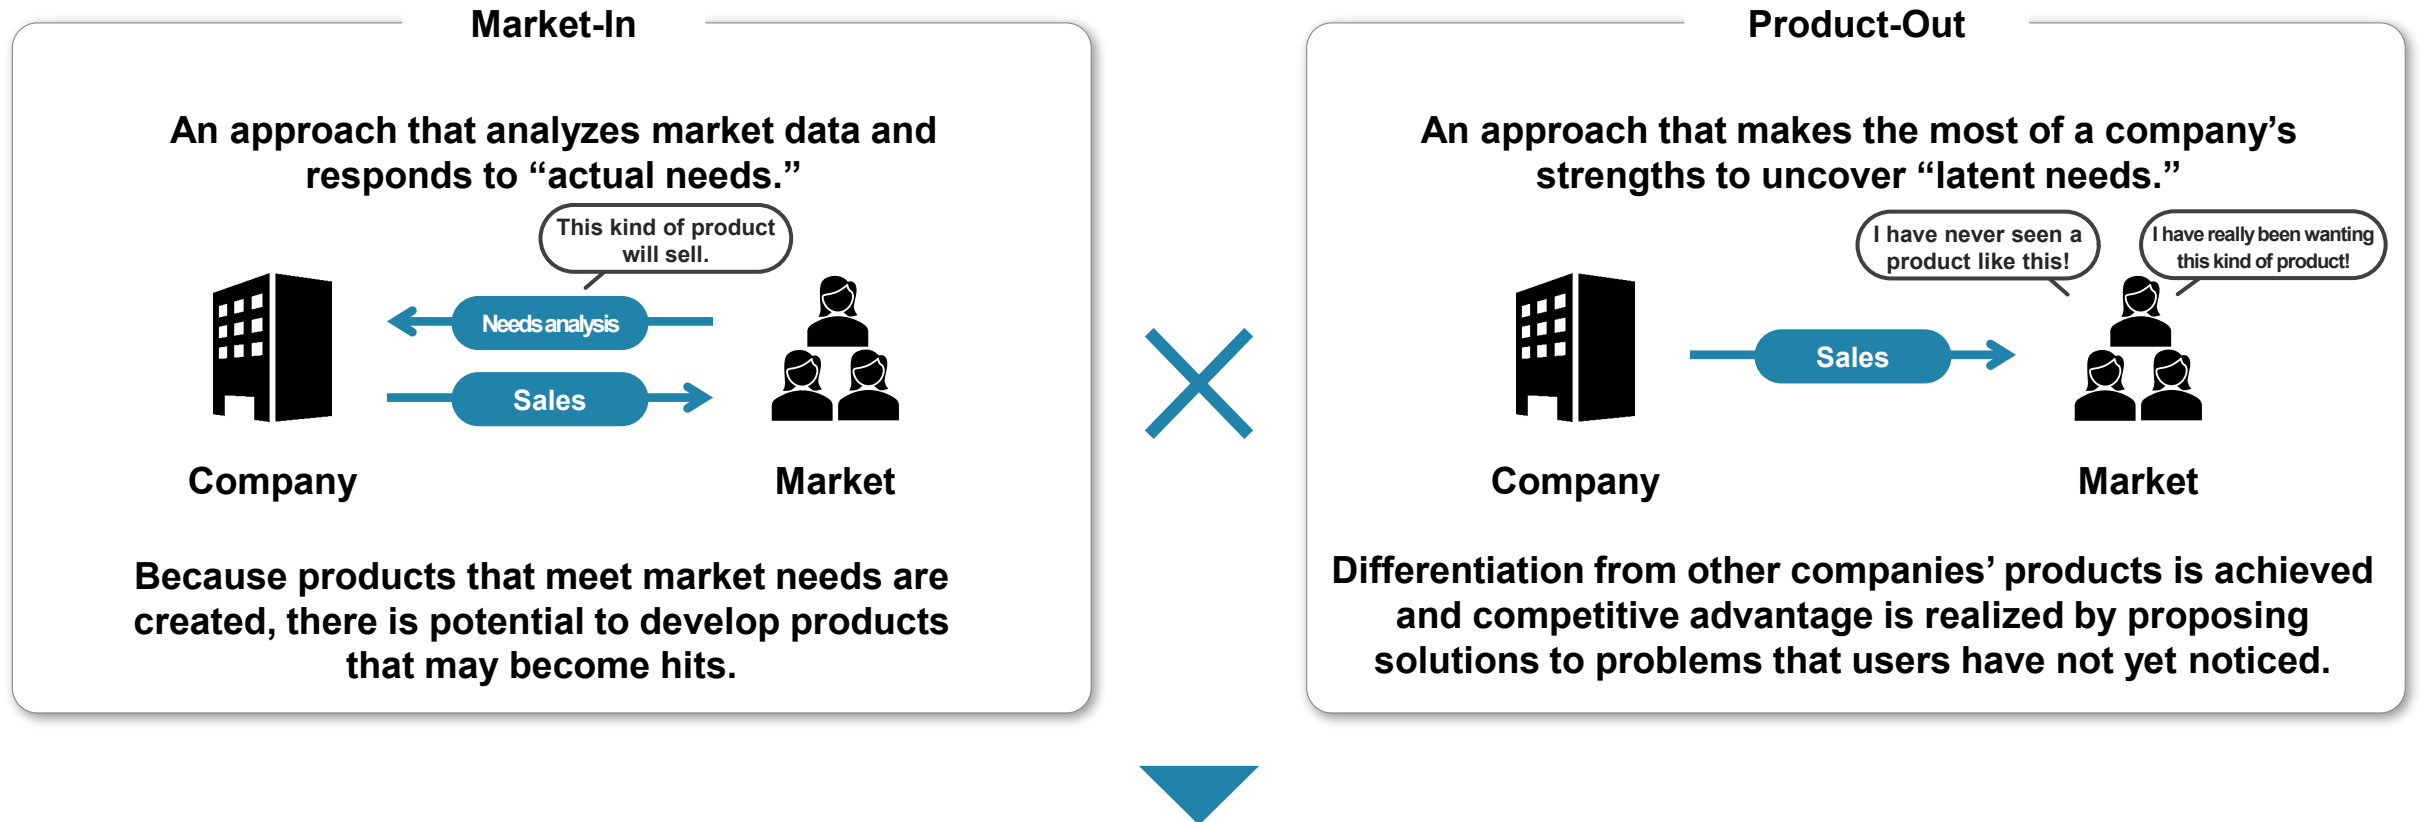 Market-In
An approach that analyzes market data and
responds to “actual needs.”
This kind of product
will sell.
Needs analysis
Sales
Company
Market
Because products that meet market needs are
created, there is potential to develop products
that may become hits.
Product-Out
An approach that makes the most of a company’s
strengths to uncover “latent needs.”
I have never seen a
product like this!
I have really been wanting
this kind of product!
Sales
Company
Market
Differentiation from other companies’ products is achieved
and competitive advantage is realized by proposing
solutions to problems that users have not yet noticed.